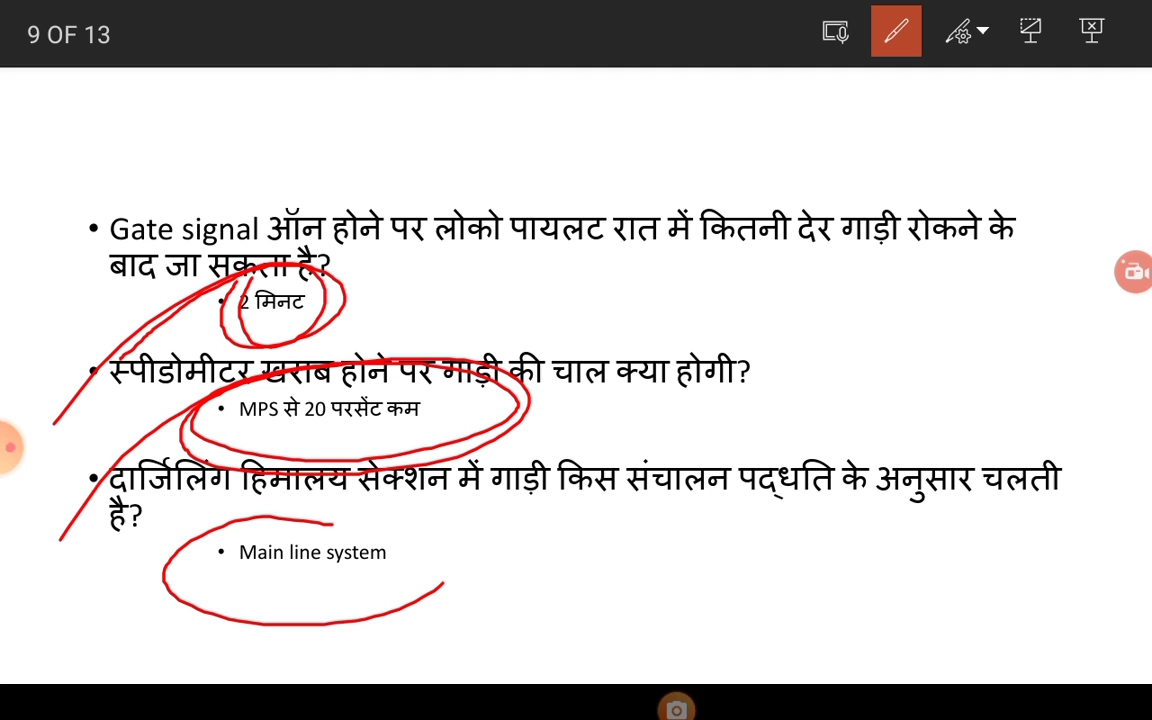 9 OF 13
• Gate signal ऑन होने पर लोको पायलट रात में कितनी देर गाड़ी रोकने के
बाद जा सकता है?
• 2 मिनट
• स्पीडोमीटर खराब होने पर गाड़ी की चाल क्या होगी?
• MPS से 20 परसेंट कम
• दार्जिलिंग हिमालय सेक्शन में गाड़ी किस संचालन पद्धति के अनुसार चलती
है?
• Main line system